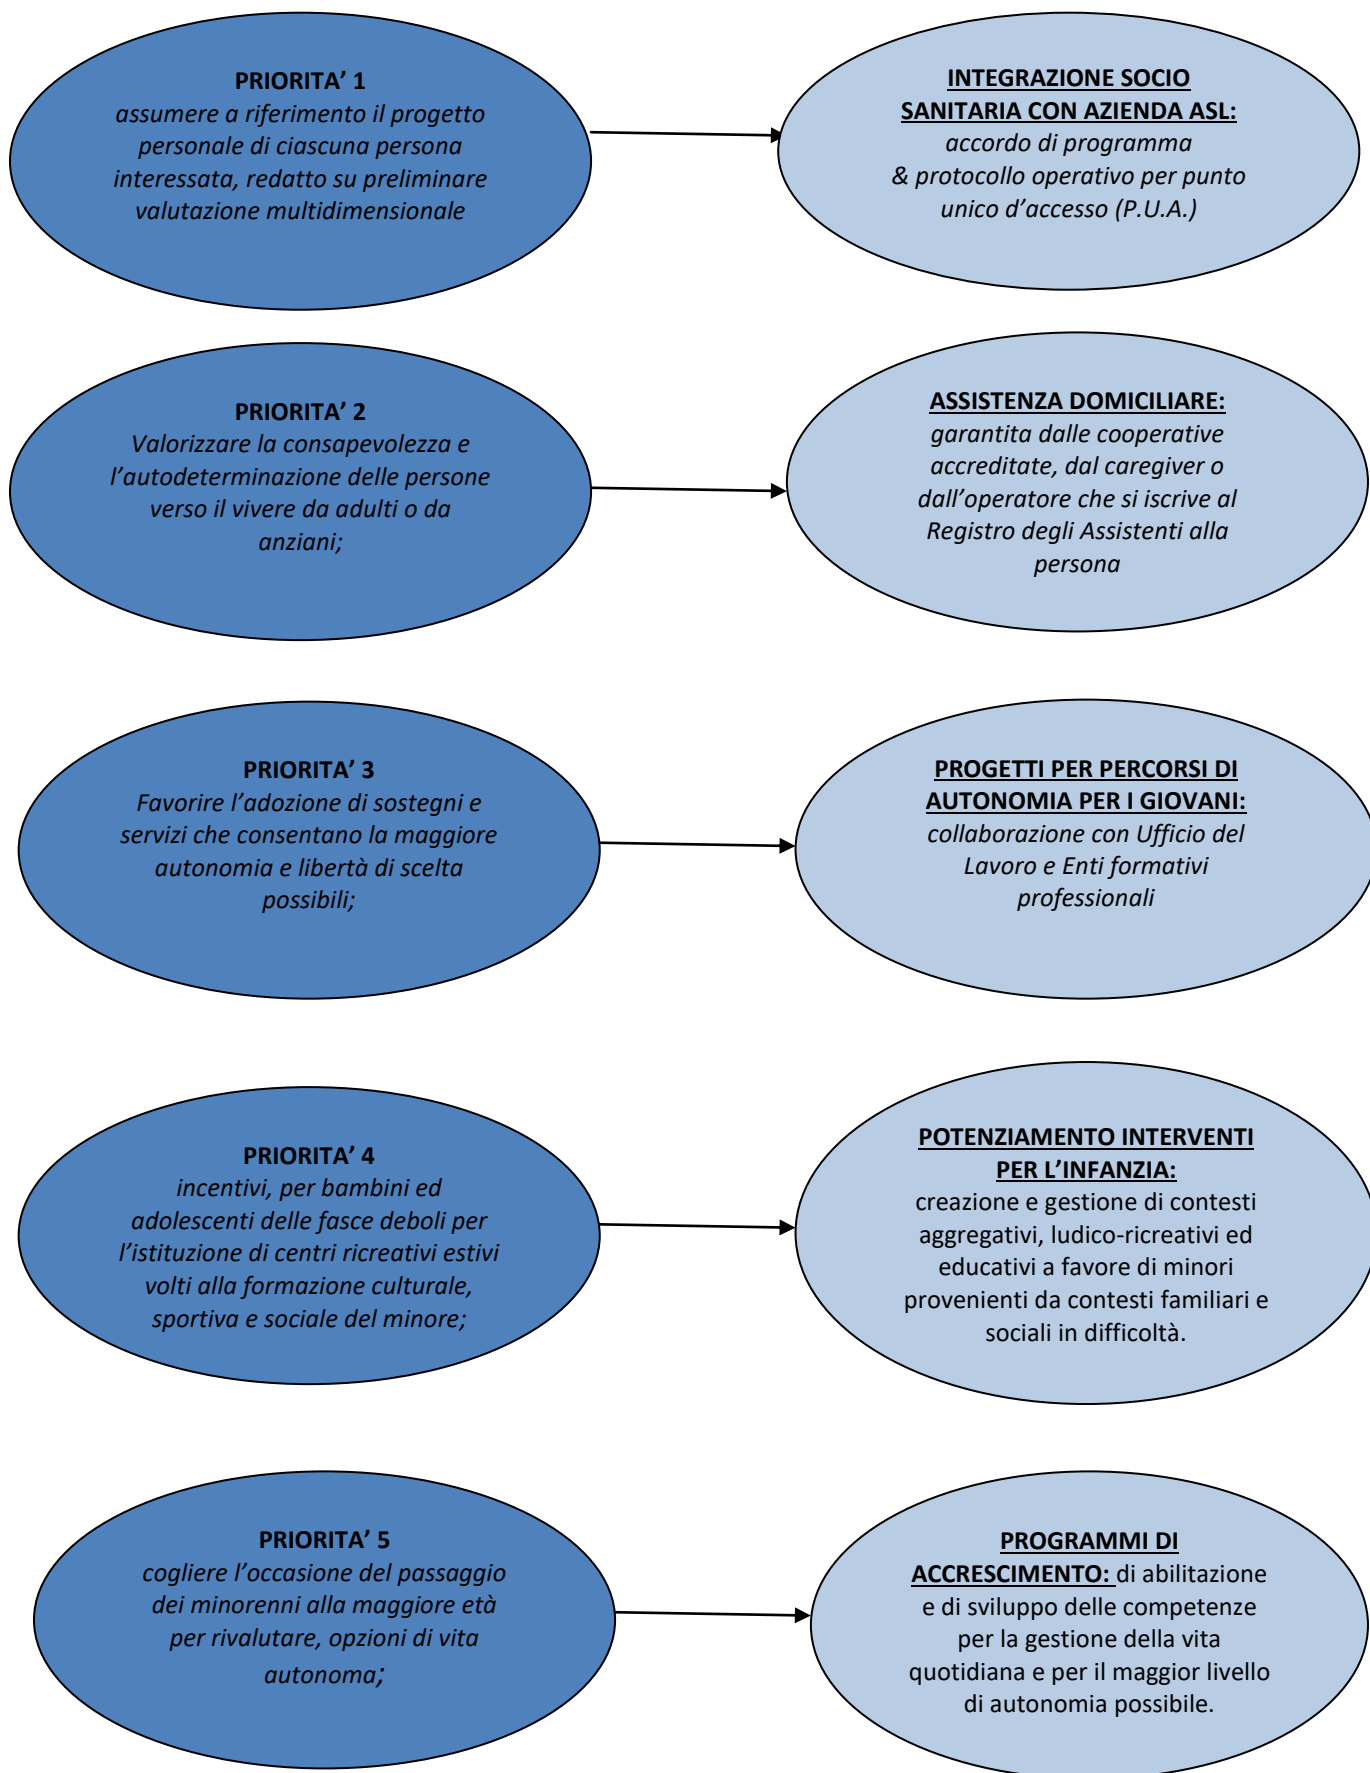 PRIORITA’ 1
assumere a riferimento il progetto
personale di ciascuna persona
interessata, redatto su preliminare
valutazione multidimensionale
INTEGRAZIONE SOCIO
SANITARIA CON AZIENDA ASL:
accordo di programma
& protocollo operativo per punto
unico d’accesso (P.U.A.)
PRIORITA’ 2
Valorizzare la consapevolezza e
l’autodeterminazione delle persone
verso il vivere da adulti o da
anziani;
ASSISTENZA DOMICILIARE:
garantita dalle cooperative
accreditate, dal caregiver o
dall’operatore che si iscrive al
Registro degli Assistenti alla
persona
PRIORITA’ 3
Favorire l’adozione di sostegni e
servizi che consentano la maggiore
autonomia e libertà di scelta
possibili;
PROGETTI PER PERCORSI DI
AUTONOMIA PER I GIOVANI:
collaborazione con Ufficio del
Lavoro e Enti formativi
professionali
PRIORITA’ 4
incentivi, per bambini ed
adolescenti delle fasce deboli per
l’istituzione di centri ricreativi estivi
volti alla formazione culturale,
sportiva e sociale del minore;
POTENZIAMENTO INTERVENTI
PER L’INFANZIA:
creazione e gestione di contesti
aggregativi, ludico-ricreativi ed
educativi a favore di minori
provenienti da contesti familiari e
sociali in difficoltà.
PRIORITA’ 5
cogliere l’occasione del passaggio
dei minorenni alla maggiore età
per rivalutare, opzioni di vita
autonoma;
PROGRAMMI DI
ACCRESCIMENTO: di abilitazione
e di sviluppo delle competenze
per la gestione della vita
quotidiana e per il maggior livello
di autonomia possibile.